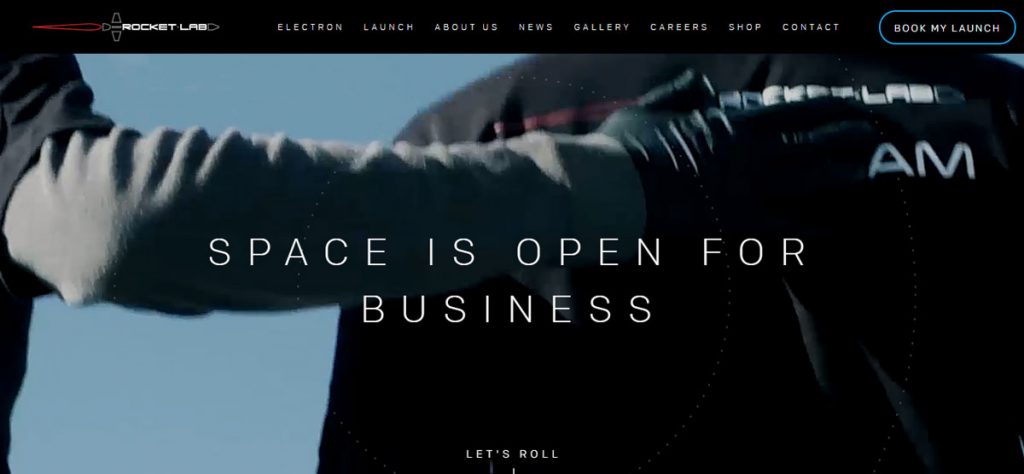 ROCKET LAB
ELECTRON LAUNCH ABOUT US NEWS GALLERY CAREERS SHOP CONTACT
BOOK MY LAUNCH
ROCKET LAB
AM
SPACE IS OPEN FOR
BUSINESS
LET'S ROLL